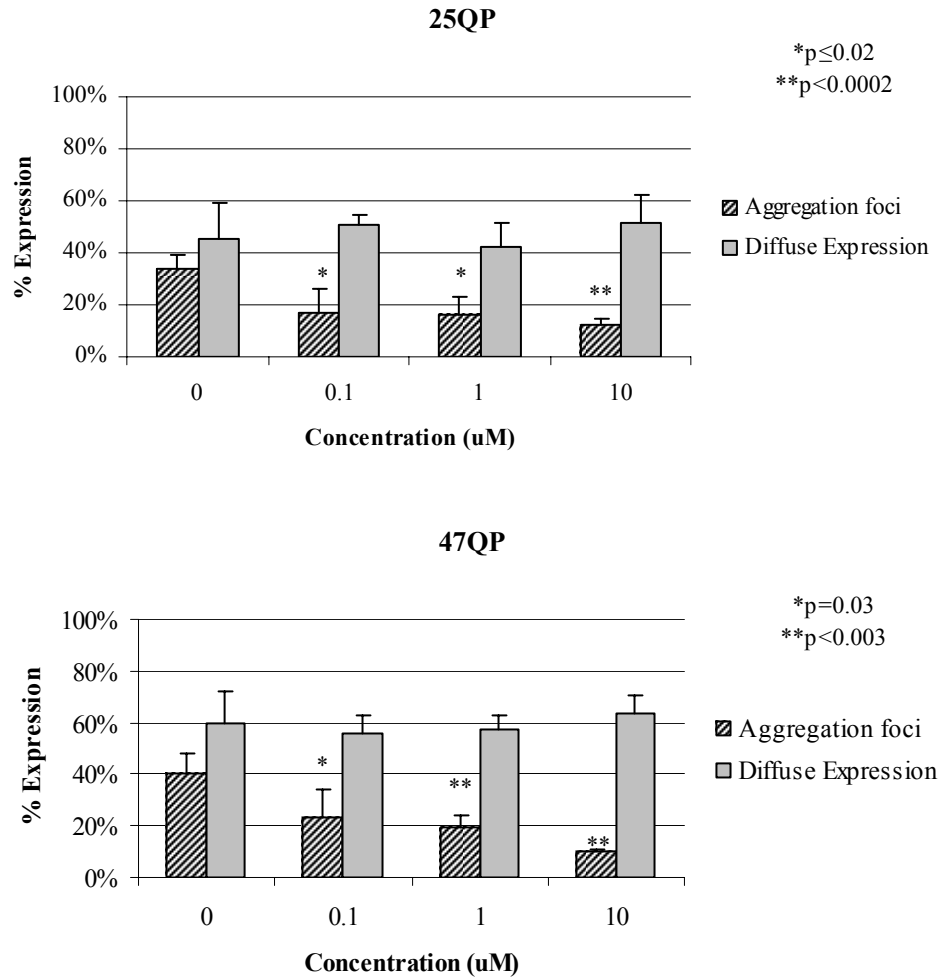 25QP
*p≤0.02
**p<0.0002
100%
80%
60%
40%
20%
0%
% Expression
*
*
**
Aggregation foci
Diffuse Expression
0 0.1 1 10
Concentration (uM)
47QP
*p=0.03
**p<0.003
100%
80%
60%
40%
20%
0%
% Expression
*
**
**
Aggregation foci
Diffuse Expression
0 0.1 1 10
Concentration (uM)